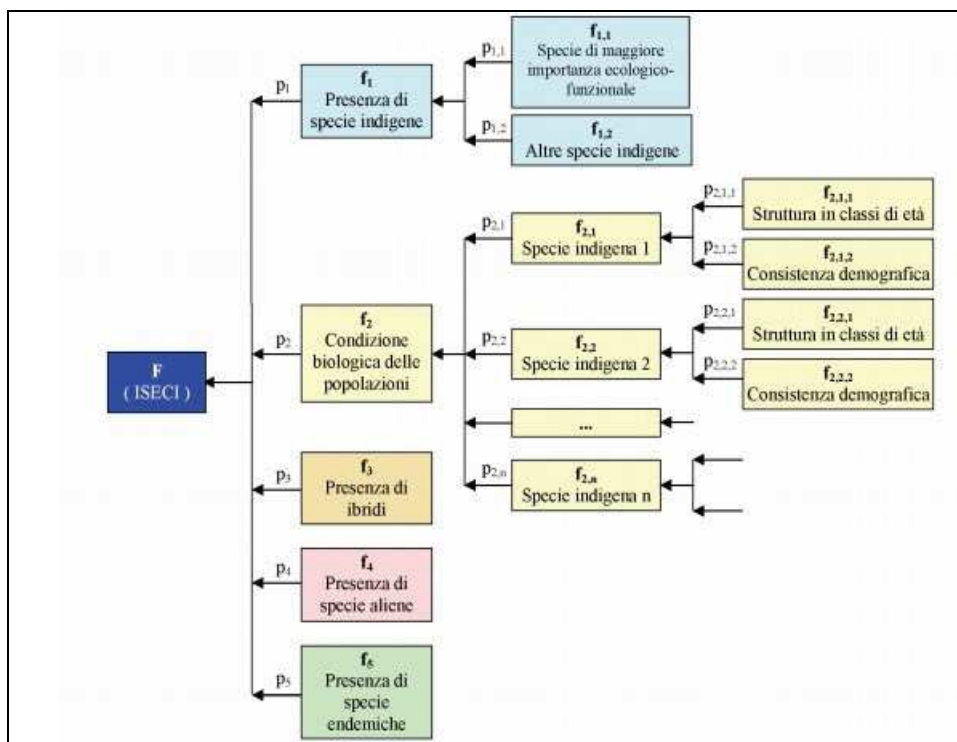 f1,1
p1,1
Specie di maggiore
importanza ecologico-
funzionale
f1
p1
Presenza di
specie indigene
p1,2
f1,2
Altre specie indigene
p2,1,1
f2,1,1
Struttura in classi di età
p2,1
f2,1
Specie indigena 1
p2,1,2
f2,1,2
Consistenza demografica
f2
p2
Condizione
biologica delle
popolazioni
p2,2,1
f2,2,1
Struttura in classi di età
p2,2
f2,2
Specie indigena 2
p2,2,2
f2,2,2
Consistenza demografica
F
( ISECI )
...
p2,n
f2,n
Specie indigena n
p3
f3
Presenza di
ibridi
p4
f4
Presenza di
specie aliene
p5
f5
Presenza di
specie
endemiche